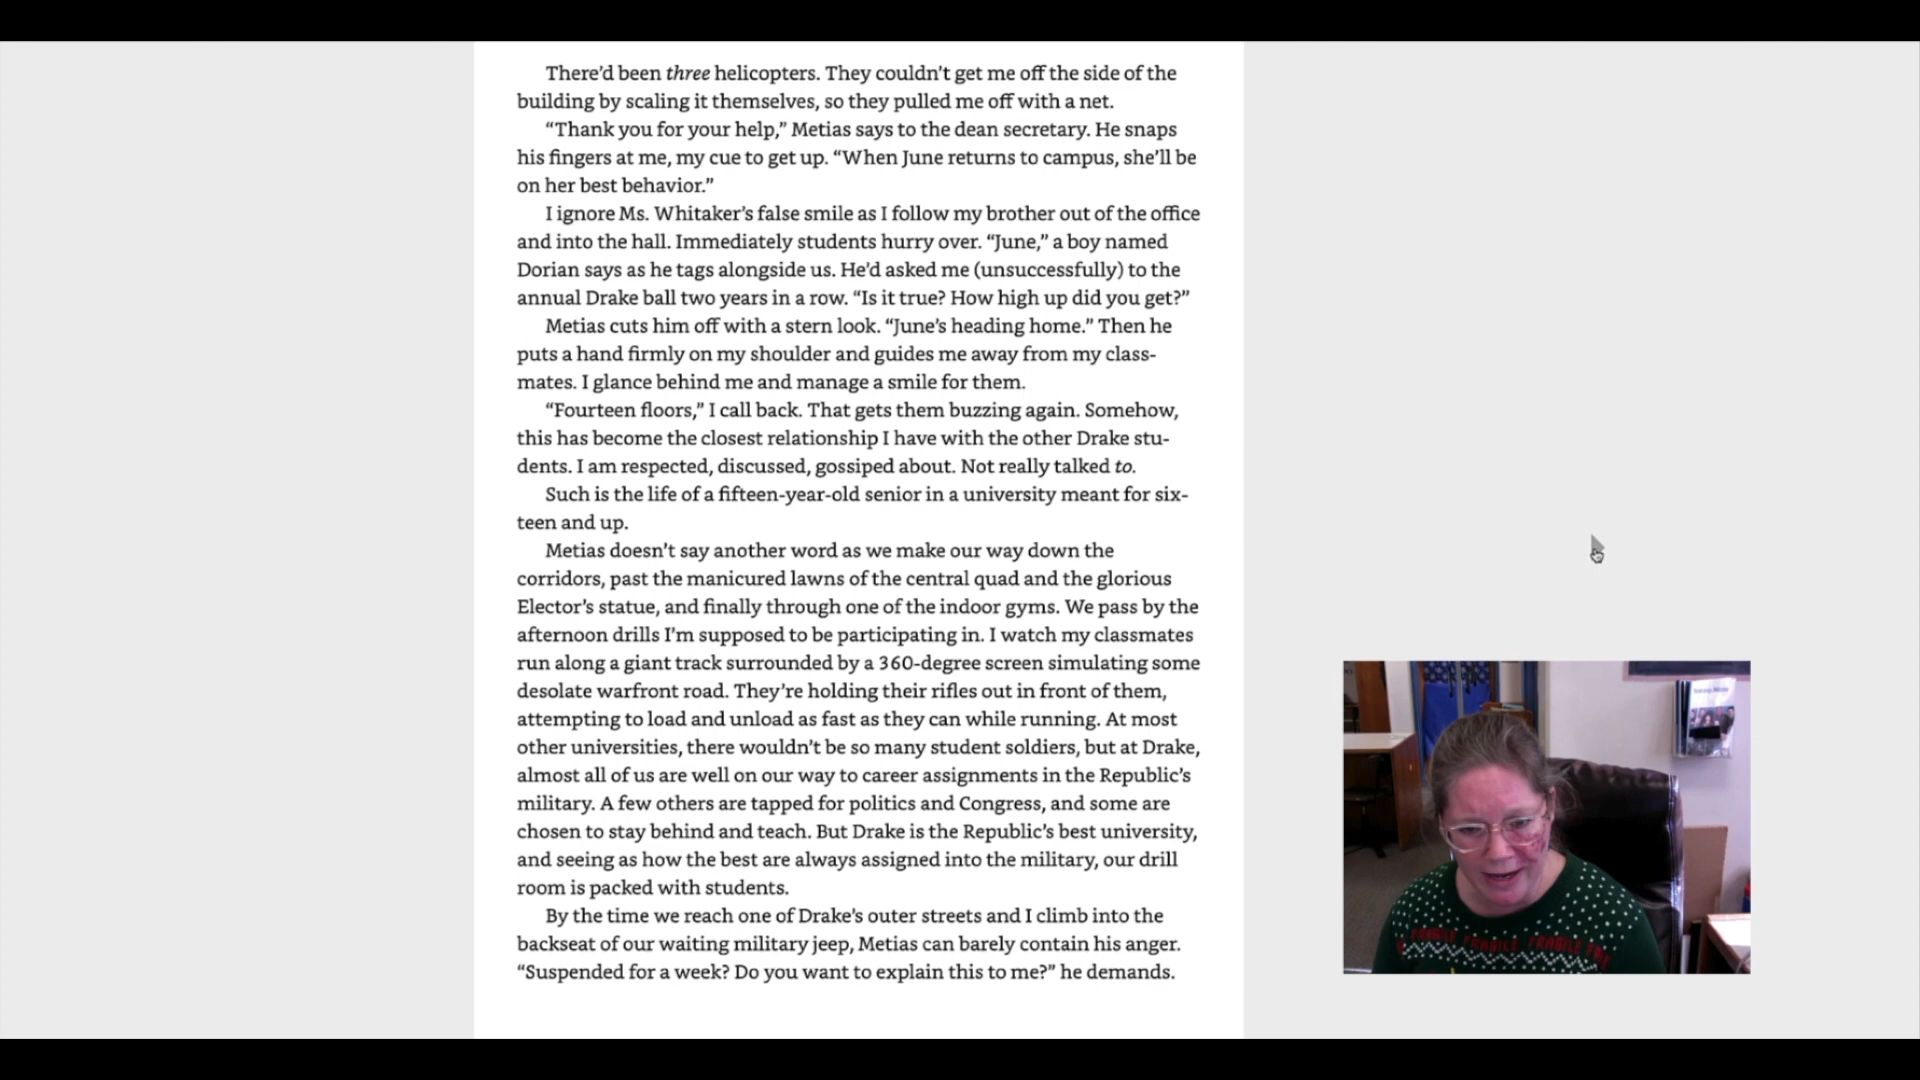 There’d been three helicopters. They couldn’t get me off the side of the
building by scaling it themselves, so they pulled me off with a net.
“Thank you for your help,” Metias says to the dean secretary. He snaps
his fingers at me, my cue to get up. “When June returns to campus, she’ll be
on her best behavior.”
I ignore Ms. Whitaker’s false smile as I follow my brother out of the office
and into the hall. Immediately students hurry over. “June,” a boy named
Dorian says as he tags alongside us. He’d asked me (unsuccessfully) to the
annual Drake ball two years in a row. “Is it true? How high up did you get?”
Metias cuts him off with a stern look. “June’s heading home.” Then he
puts a hand firmly on my shoulder and guides me away from my class-
mates. I glance behind me and manage a smile for them.
“Fourteen floors,” I call back. That gets them buzzing again. Somehow,
this has become the closest relationship I have with the other Drake stu-
dents. I am respected, discussed, gossiped about. Not really talked to.
Such is the life of a fifteen-year-old senior in a university meant for six-
teen and up.
Metias doesn’t say another word as we make our way down the
corridors, past the manicured lawns of the central quad and the glorious
Elector’s statue, and finally through one of the indoor gyms. We pass by the
afternoon drills I’m supposed to be participating in. I watch my classmates
run along a giant track surrounded by a 360-degree screen simulating some
desolate warfront road. They’re holding their rifles out in front of them,
attempting to load and unload as fast as they can while running. At most
other universities, there wouldn’t be so many student soldiers, but at Drake,
almost all of us are well on our way to career assignments in the Republic’s
military. A few others are tapped for politics and Congress, and some are
chosen to stay behind and teach. But Drake is the Republic’s best university,
and seeing as how the best are always assigned into the military, our drill
room is packed with students.
By the time we reach one of Drake’s outer streets and I climb into the
backseat of our waiting military jeep, Metias can barely contain his anger.
“Suspended for a week? Do you want to explain this to me?” he demands.
FRAGILE FRAGILE FRAGILE